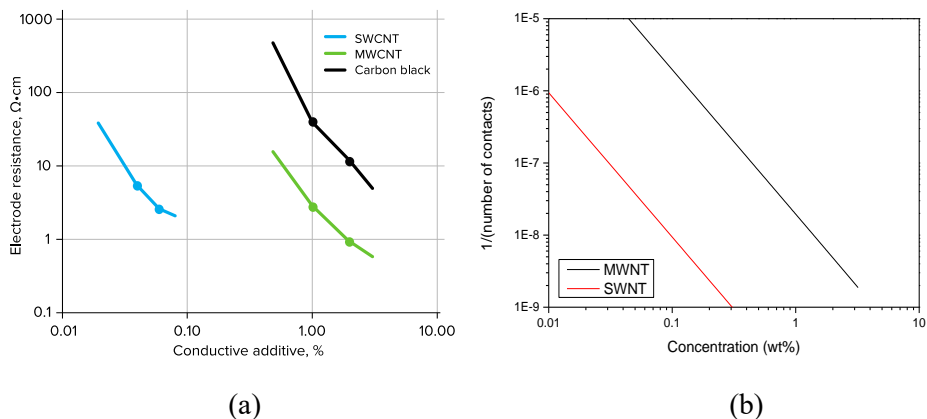 1000
100
10
1
0.1
0.01
0.10
1.00
10.00
Electrode resistance, Ω•cm
Conductive additive, %
SWCNT
MWCNT
Carbon black
(a)
1E-5
1E-6
1E-7
1E-8
1E-9
0.01
0.1
1
10
1/(number of contacts)
Concentration (wt%)
MWNT
SWNT
(b)